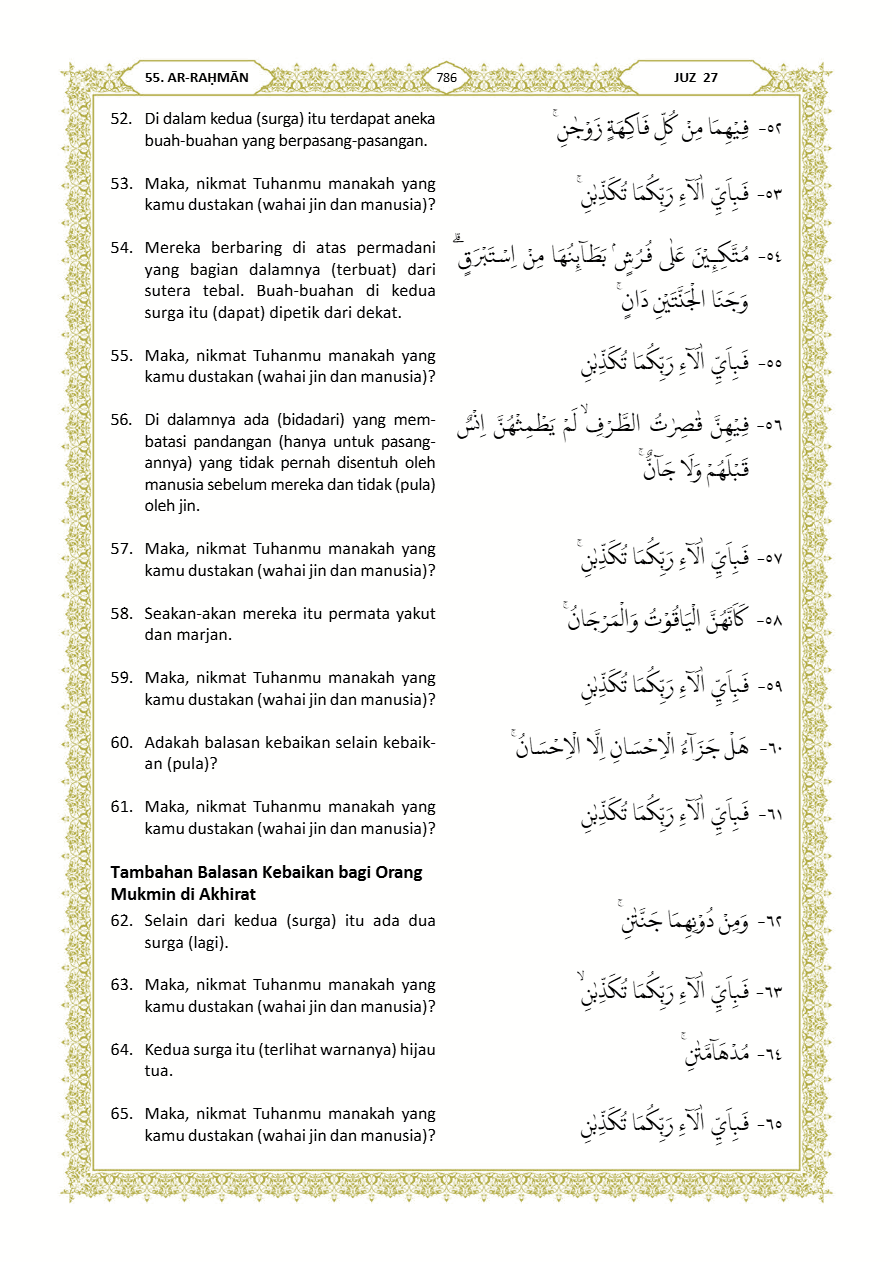 55. AR-RAḤMĀN
786
JUZ 27
52. Di dalam kedua (surga) itu terdapat aneka
buah-buahan yang berpasang-pasangan.
٥٢- فِيْهِمَا مِنْ كُلِّ فَاكِهَةٍ زَوْجٰنِۚ
53. Maka, nikmat Tuhanmu manakah yang
kamu dustakan (wahai jin dan manusia)?
٥٣- فَبِاَيِّ اٰلَاۤءِ رَبِّكُمَا تُكَذِّبٰنِۚ
54. Mereka berbaring di atas permadani
yang bagian dalamnya (terbuat) dari
sutera tebal. Buah-buahan di kedua
surga itu (dapat) dipetik dari dekat.
٥٤- مُتَّكِـِٕيْنَ عَلٰى فُرُشٍۢ بَطَاۤىِٕنُهَا مِنْ اِسْتَبْرَقٍۗ
وَجَنَا الْجَنَّتَيْنِ دَانٍۚ
55. Maka, nikmat Tuhanmu manakah yang
kamu dustakan (wahai jin dan manusia)?
٥٥- فَبِاَيِّ اٰلَاۤءِ رَبِّكُمَا تُكَذِّبٰنِ
56. Di dalamnya ada (bidadari) yang mem-
batasi pandangan (hanya untuk pasang-
annya) yang tidak pernah disentuh oleh
manusia sebelum mereka dan tidak (pula)
oleh jin.
٥٦- فِيْهِنَّ قٰصِرٰتُ الطَّرْفِۙ لَمْ يَطْمِثْهُنَّ اِنْسٌ
قَبْلَهُمْ وَلَا جَاۤنٌّۚ
57. Maka, nikmat Tuhanmu manakah yang
kamu dustakan (wahai jin dan manusia)?
٥٧- فَبِاَيِّ اٰلَاۤءِ رَبِّكُمَا تُكَذِّبٰنِۚ
58. Seakan-akan mereka itu permata yakut
dan marjan.
٥٨- كَاَنَّهُنَّ الْيَاقُوْتُ وَالْمَرْجَانُۚ
59. Maka, nikmat Tuhanmu manakah yang
kamu dustakan (wahai jin dan manusia)?
٥٩- فَبِاَيِّ اٰلَاۤءِ رَبِّكُمَا تُكَذِّبٰنِ
60. Adakah balasan kebaikan selain kebaik-
an (pula)?
٦٠- هَلْ جَزَاۤءُ الْاِحْسَانِ اِلَّا الْاِحْسَانُۚ
61. Maka, nikmat Tuhanmu manakah yang
kamu dustakan (wahai jin dan manusia)?
٦١- فَبِاَيِّ اٰلَاۤءِ رَبِّكُمَا تُكَذِّبٰنِ
Tambahan Balasan Kebaikan bagi Orang
Mukmin di Akhirat
62. Selain dari kedua (surga) itu ada dua
surga (lagi).
٦٢- وَمِنْ دُوْنِهِمَا جَنَّتٰنِۚ
63. Maka, nikmat Tuhanmu manakah yang
kamu dustakan (wahai jin dan manusia)?
٦٣- فَبِاَيِّ اٰلَاۤءِ رَبِّكُمَا تُكَذِّبٰنِۙ
64. Kedua surga itu (terlihat warnanya) hijau
tua.
٦٤- مُدْهَاۤمَّتٰنِۚ
65. Maka, nikmat Tuhanmu manakah yang
kamu dustakan (wahai jin dan manusia)?
٦٥- فَبِاَيِّ اٰلَاۤءِ رَبِّكُمَا تُكَذِّبٰنِ